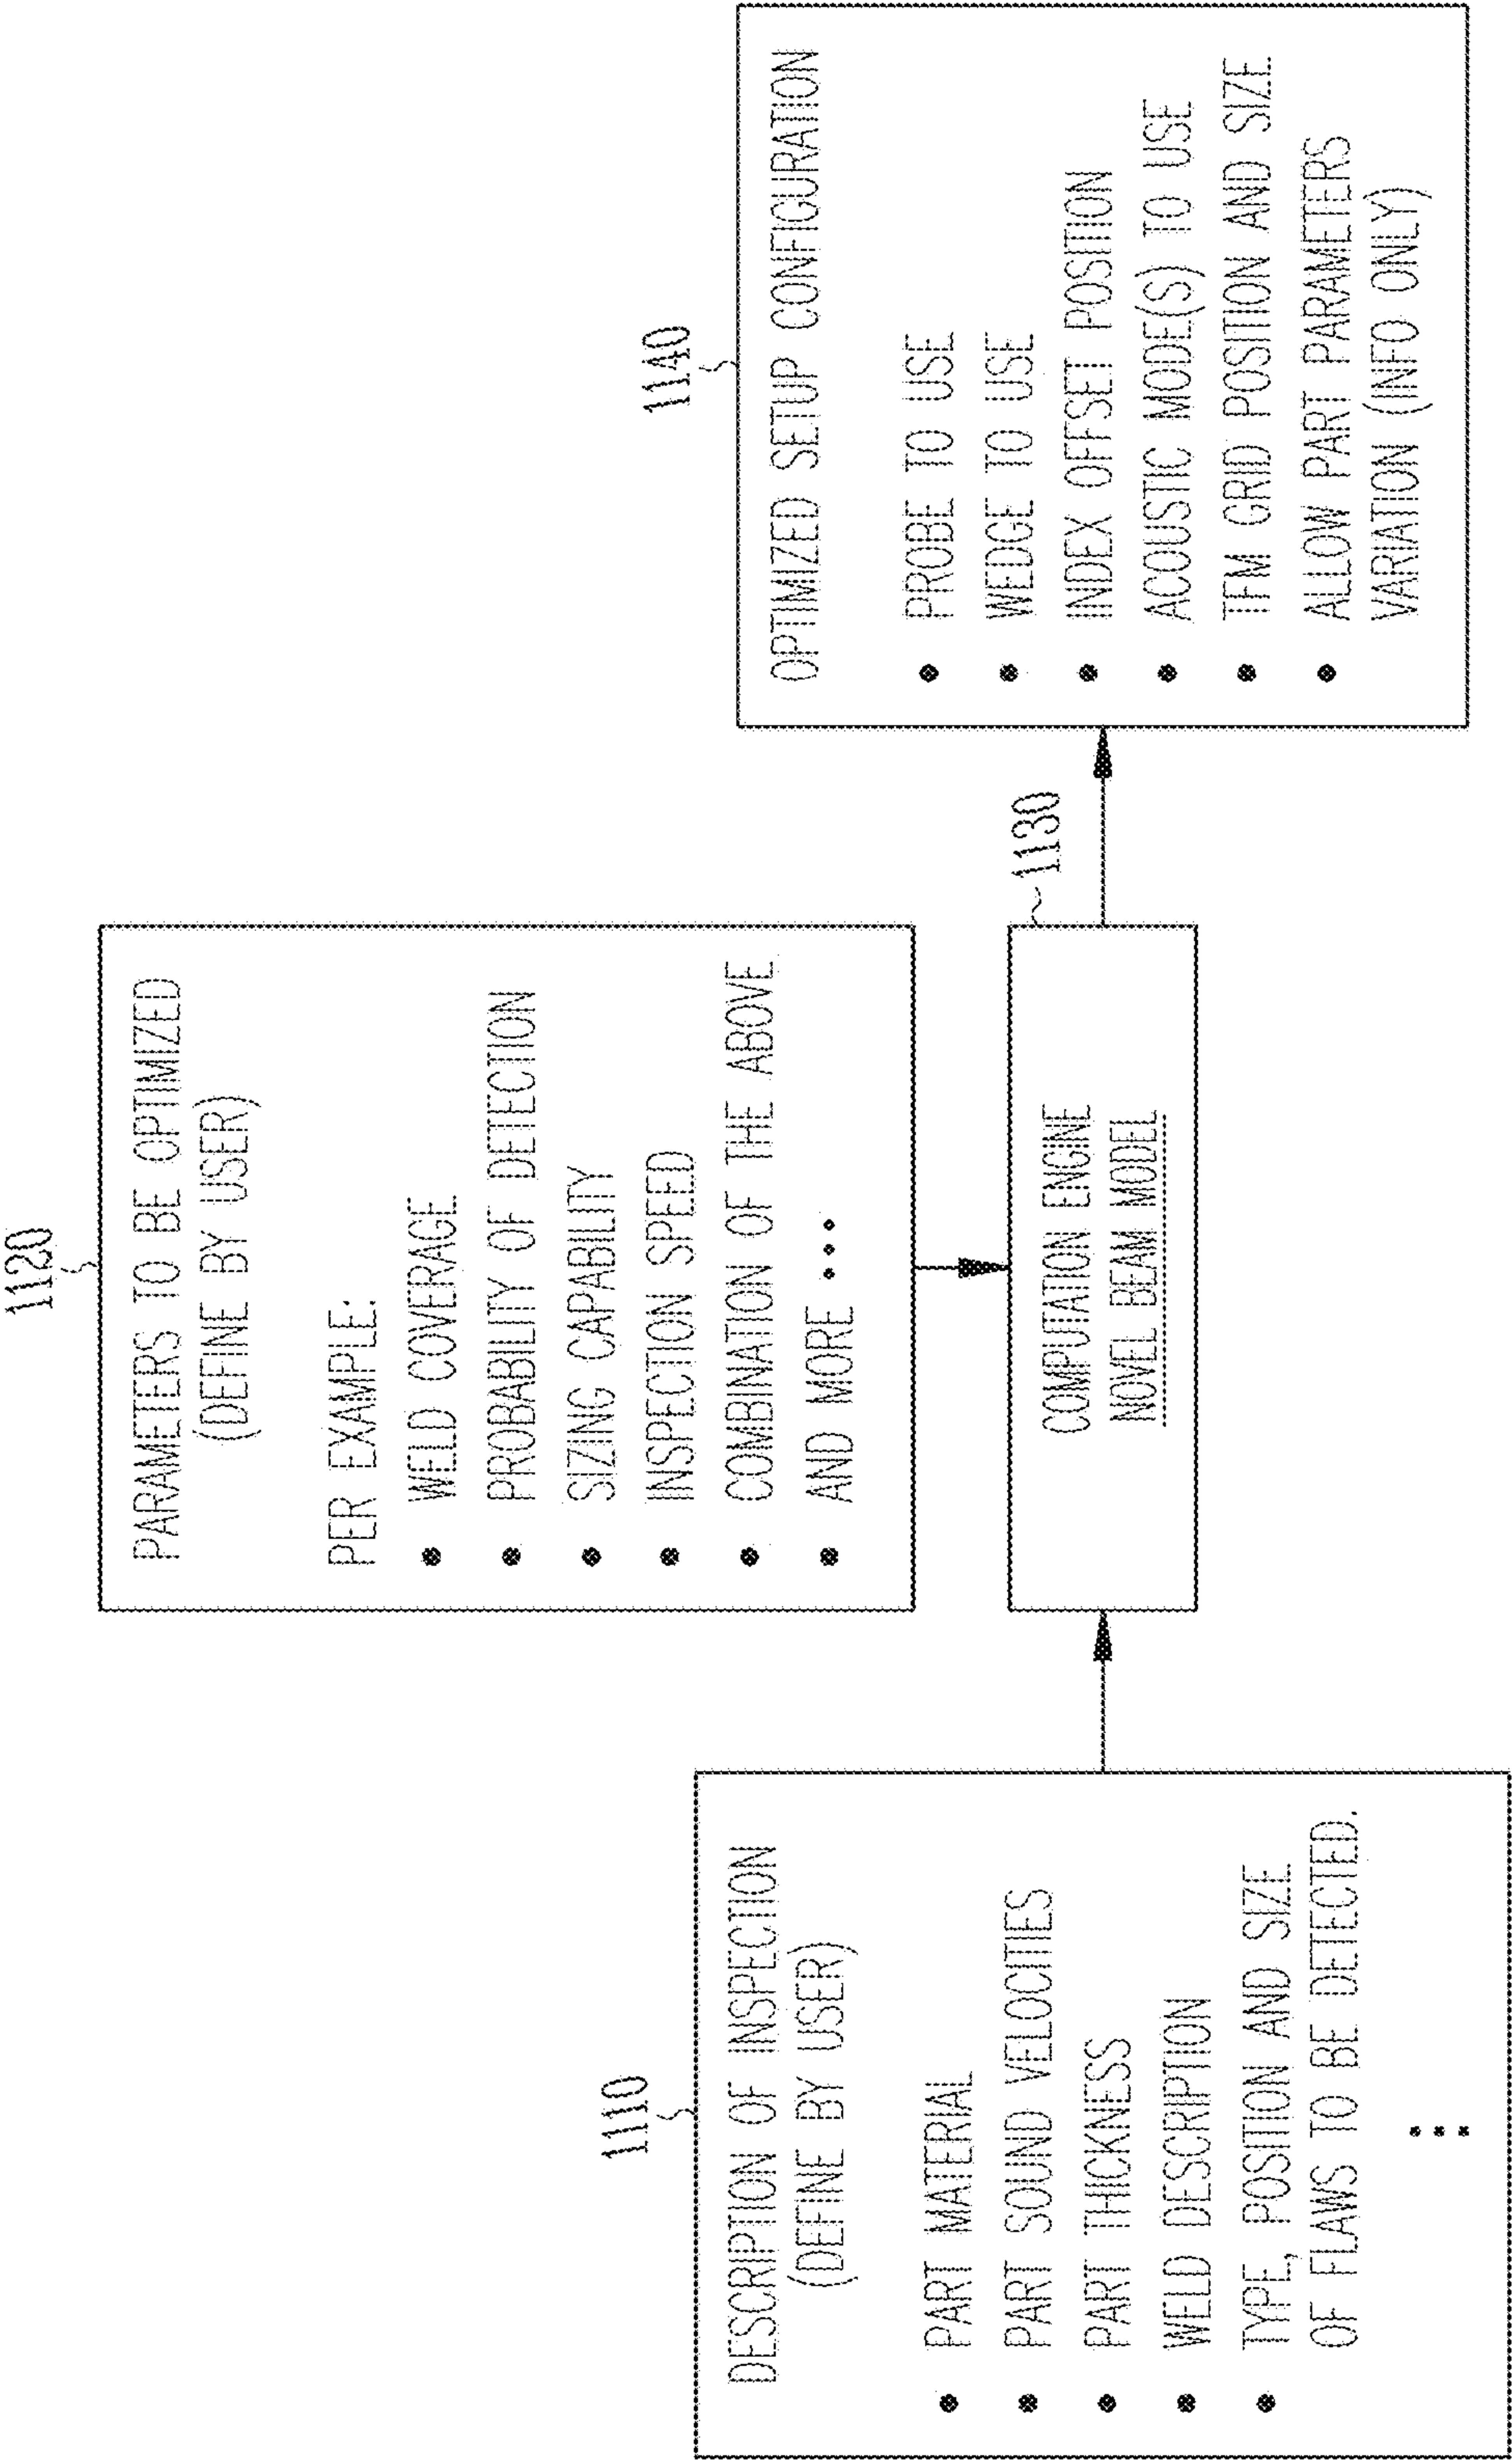 1110
DESCRIPTION OF INSPECTION
(DEFINE BY USER)
• PART MATERIAL
• PART SOUND VELOCITIES
• PART THICKNESS
• WELD DESCRIPTION
• TYPE, POSITION AND SIZE
OF FLAWS TO BE DETECTED.
...
1120
PARAMETERS TO BE OPTIMIZED
(DEFINE BY USER)
PER EXAMPLE:
• WELD COVERAGE
• PROBABILITY OF DETECTION
• SIZING CAPABILITY
• INSPECTION SPEED
• COMBINATION OF THE ABOVE
• AND MORE ...
1130
COMPUTATION ENGINE
NOVEL BEAM MODEL
1140
OPTIMIZED SETUP CONFIGURATION
• PROBE TO USE
• WEDGE TO USE
• INDEX OFFSET POSITION
• ACOUSTIC MODE(S) TO USE
• TFM GRID POSITION AND SIZE
• ALLOW PART PARAMETERS
VARIATION (INFO ONLY)